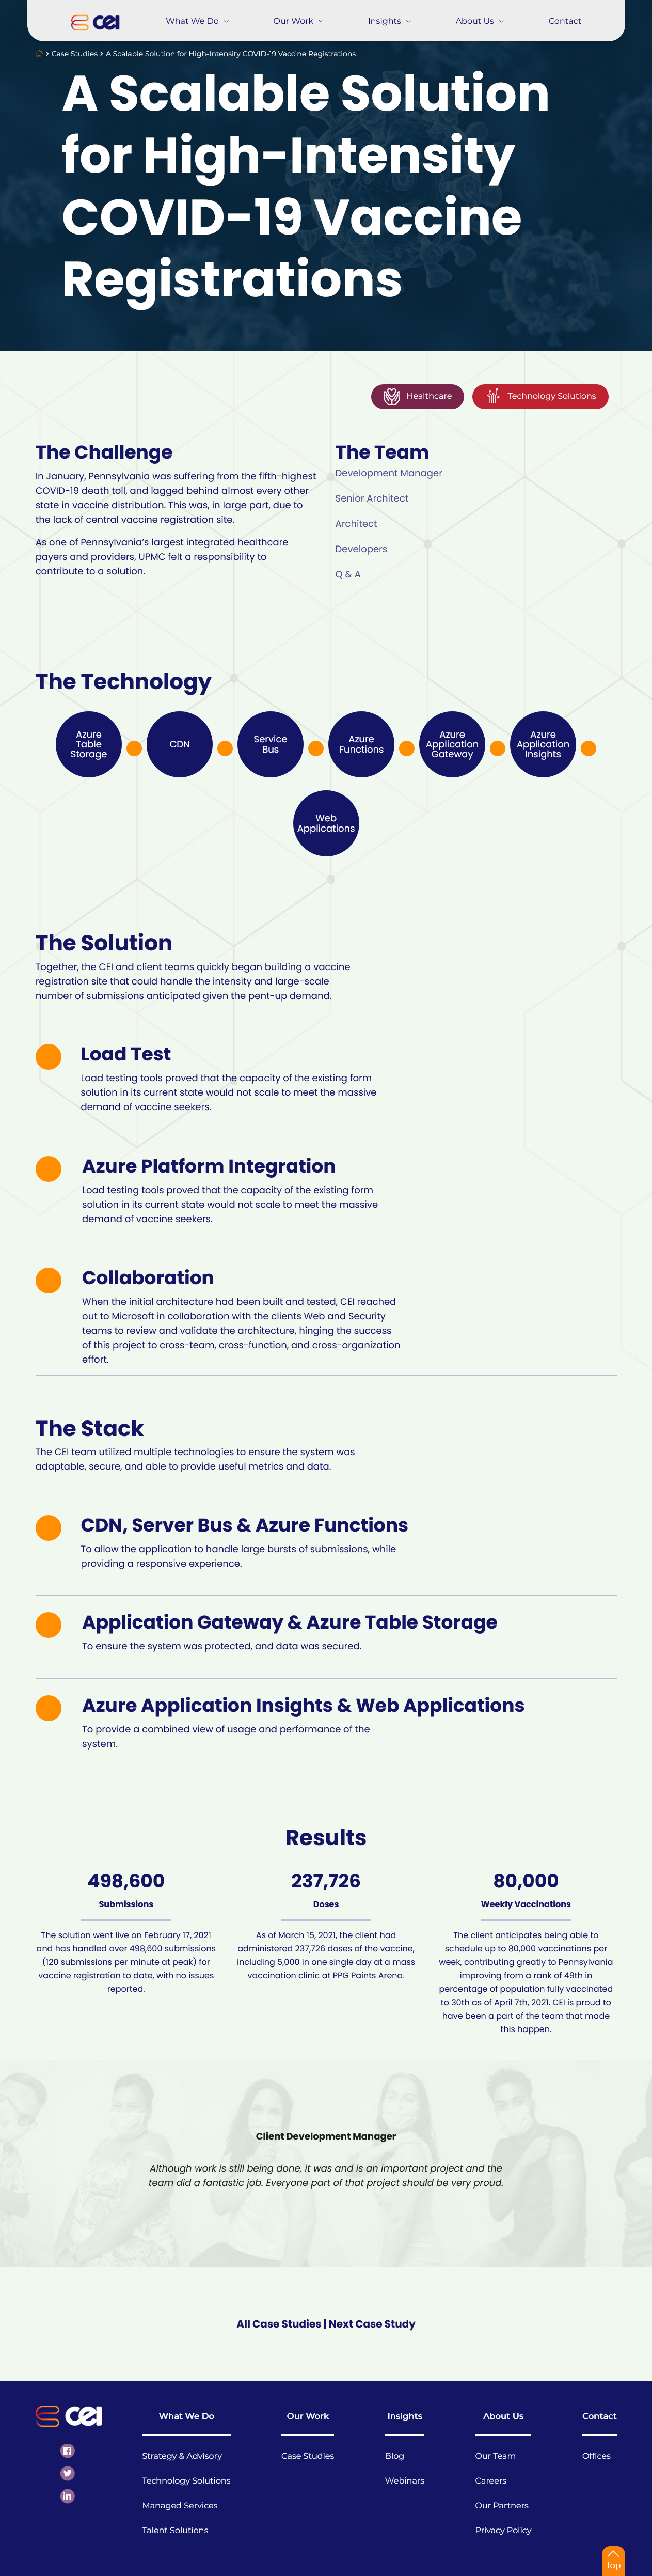 cei
What We Do
Our Work
Insights
About Us
Contact
Case Studies > A Scalable Solution for High-Intensity COVID-19 Vaccine Registrations
A Scalable Solution
for High-Intensity
COVID-19 Vaccine
Registrations
Healthcare
Technology Solutions
The Challenge
In January, Pennsylvania was suffering from the fifth-highest
COVID-19 death toll, and lagged behind almost every other
state in vaccine distribution. This was, in large part, due to
the lack of central vaccine registration site.
As one of Pennsylvania's largest integrated healthcare
payers and providers, UPMC felt a responsibility to
contribute to a solution.
The Team
Development Manager
Senior Architect
Architect
Developers
Q & A
The Technology
Azure
Table
Storage
CDN
Service
Bus
Azure
Functions
Azure
Application
Gateway
Azure
Application
Insights
Web
Applications
The Solution
Together, the CEI and client teams quickly began building a vaccine
registration site that could handle the intensity and large-scale
number of submissions anticipated given the pent-up demand.
Load Test
Load testing tools proved that the capacity of the existing form
solution in its current state would not scale to meet the massive
demand of vaccine seekers.
Azure Platform Integration
Load testing tools proved that the capacity of the existing form
solution in its current state would not scale to meet the massive
demand of vaccine seekers.
Collaboration
When the initial architecture had been built and tested, CEI reached
out to Microsoft in collaboration with the clients Web and Security
teams to review and validate the architecture, hinging the success
of this project to cross-team, cross-function, and cross-organization
effort.
The Stack
The CEI team utilized multiple technologies to ensure the system was
adaptable, secure, and able to provide useful metrics and data.
CDN, Server Bus & Azure Functions
To allow the application to handle large bursts of submissions, while
providing a responsive experience.
Application Gateway & Azure Table Storage
To ensure the system was protected, and data was secured.
Azure Application Insights & Web Applications
To provide a combined view of usage and performance of the
system.
Results
498,600
Submissions
The solution went live on February 17, 2021
and has handled over 498,600 submissions
(120 submissions per minute at peak) for
vaccine registration to date, with no issues
reported.
237,726
Doses
As of March 15, 2021, the client had
administered 237,726 doses of the vaccine,
including 5,000 in one single day at a mass
vaccination clinic at PPG Paints Arena.
80,000
Weekly Vaccinations
The client anticipates being able to
schedule up to 80,000 vaccinations per
week, contributing greatly to Pennsylvania
improving from a rank of 49th in
percentage of population fully vaccinated
to 30th as of April 7th, 2021. CEI is proud to
have been a part of the team that made
this happen.
Client Development Manager
Although work is still being done, it was and is an important project and the
team did a fantastic job. Everyone part of that project should be very proud.
All Case Studies | Next Case Study
cei
What We Do
Strategy & Advisory
Technology Solutions
Managed Services
Talent Solutions
Our Work
Case Studies
Insights
Blog
Webinars
About Us
Our Team
Careers
Our Partners
Privacy Policy
Contact
Offices
Top